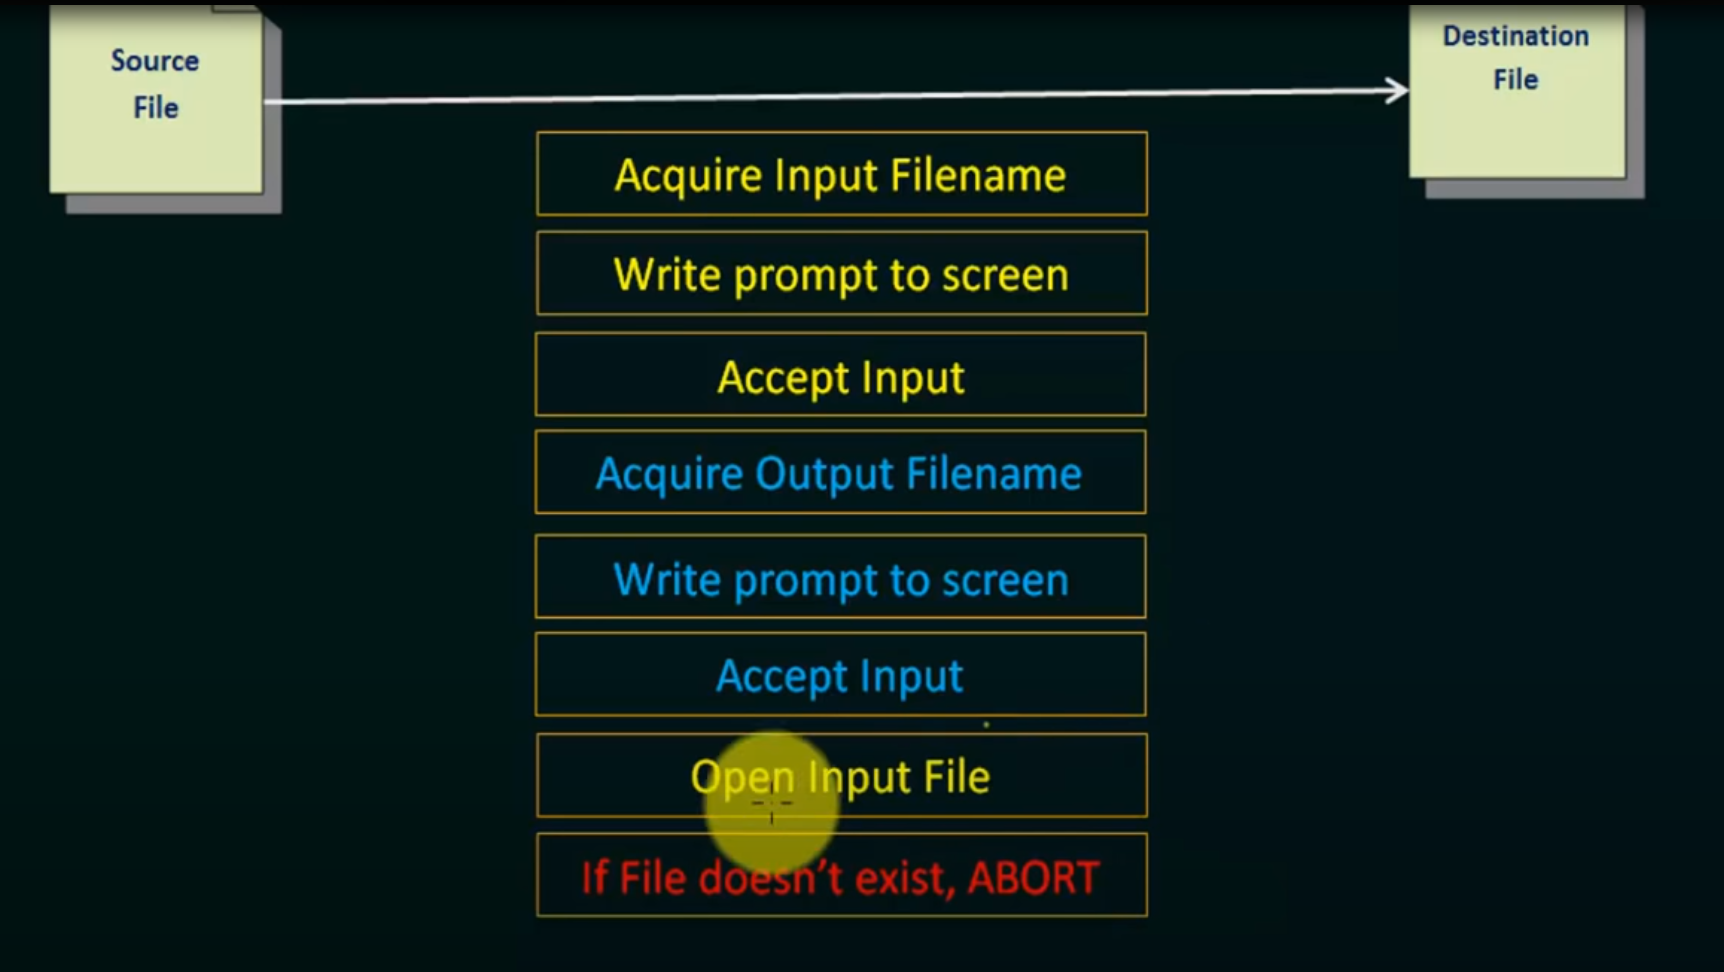 Source
File
Destination
File
Acquire Input Filename
Write prompt to screen
Accept Input
Acquire Output Filename
Write prompt to screen
Accept Input
Open Input File
If File doesn't exist, ABORT